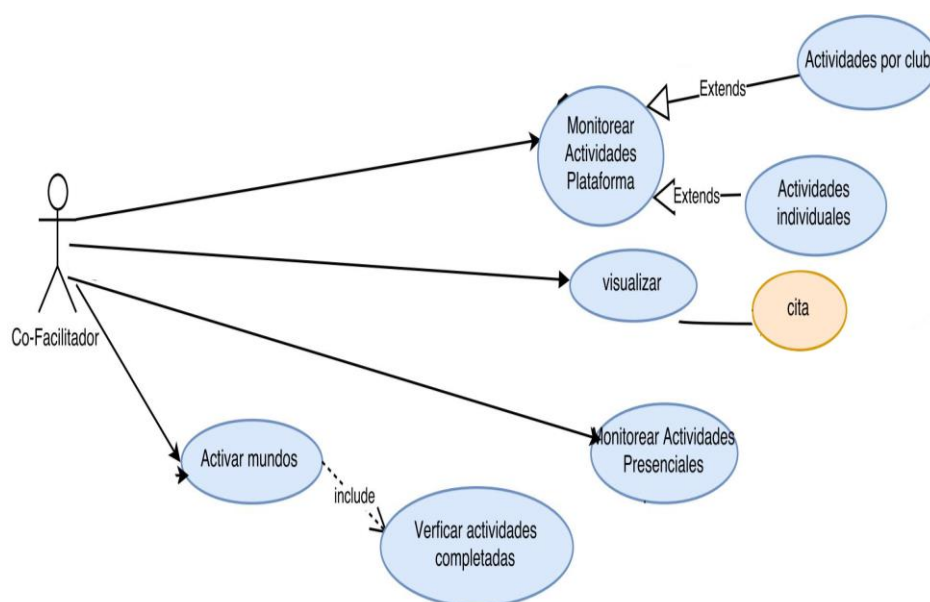 Actividades por club
Extends
Monitorear
Actividades
Plataforma
Extends
Actividades
individuales
visualizar
cita
Co-Facilitador
Monitorear Actividades
Presenciales
Activar mundos
include
Verficar actividades
completadas